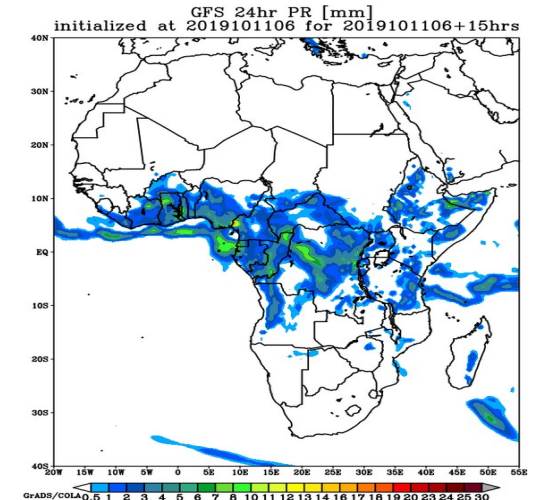 GFS 24hr PR [mm]
initialized at 2019101106 for 2019101106+15hrs
40N
30N
20N
10N
EQ
10S
20S
30S
40S
20W 15W 10W 5W 0 5E 10E 15E 20E 25E 30E 35E 40E 45E 50E 55E
GrADS/COLA 0.5 1 2 3 4 5 6 7 8 10 11 12 13 14 16 17 18 19 20 23 24 25 30